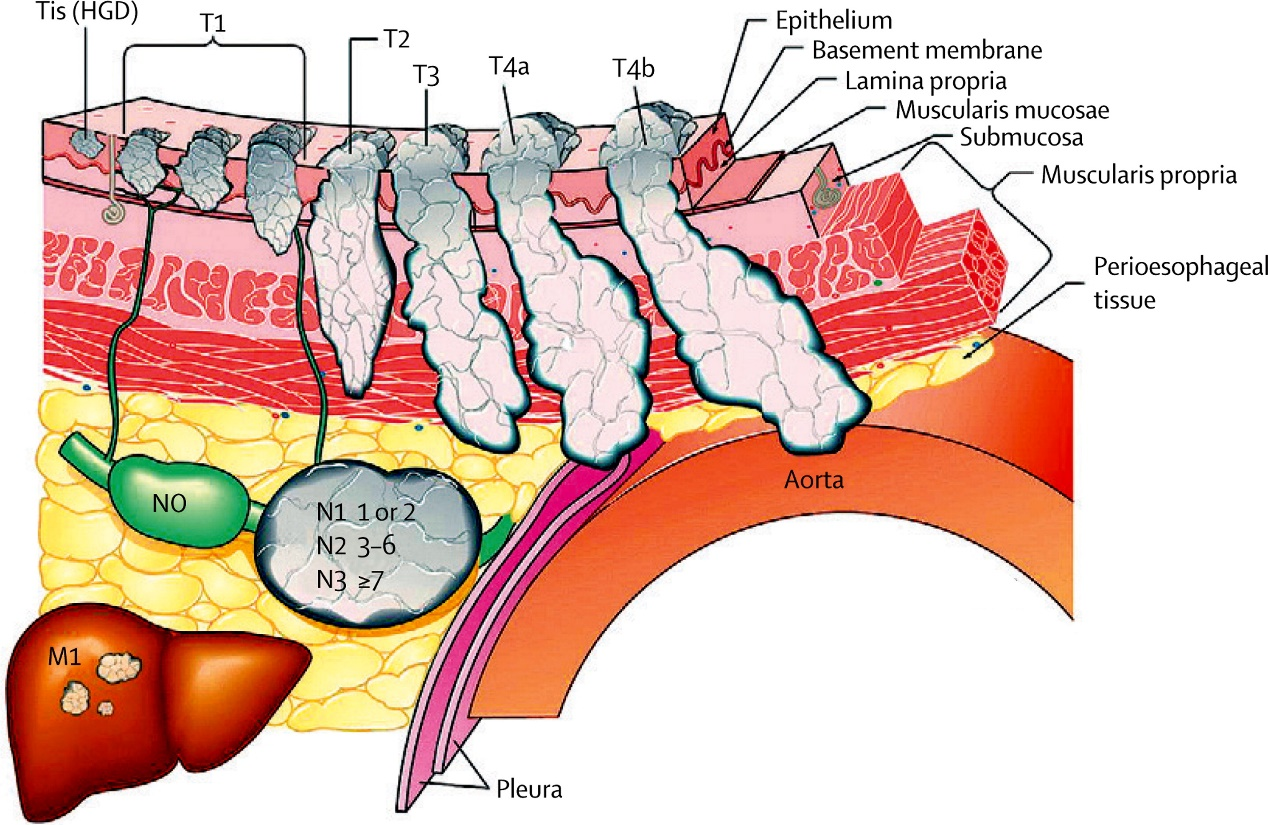 Tis (HGD)
T1
T2
T3
T4a
T4b
Epithelium
Basement membrane
Lamina propria
Muscularis mucosae
Submucosa
Muscularis propria
Perioesophageal
tissue
Aorta
N0
N1 1 or 2
N2 3–6
N3 ≥7
M1
Pleura